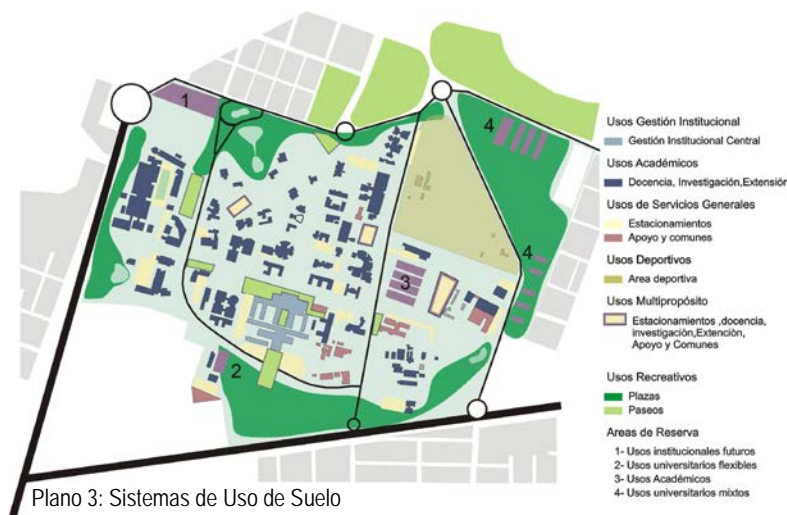 1
4
4
3
2
Plano 3: Sistemas de Uso de Suelo
Usos Gestión Institucional
Gestión Institucional Central
Usos Académicos
Docencia, Investigación,Extensión
Usos de Servicios Generales
Estacionamientos
Apoyo y comunes
Usos Deportivos
Area deportiva
Usos Multipropósito
Estacionamientos ,docencia,
investigaciòn,Extenciòn,
Apoyo y Comunes
Usos Recreativos
Plazas
Paseos
Areas de Reserva
1- Usos institucionales futuros
2- Usos universitarios flexibles
3- Usos Académicos
4- Usos universitarios mixtos